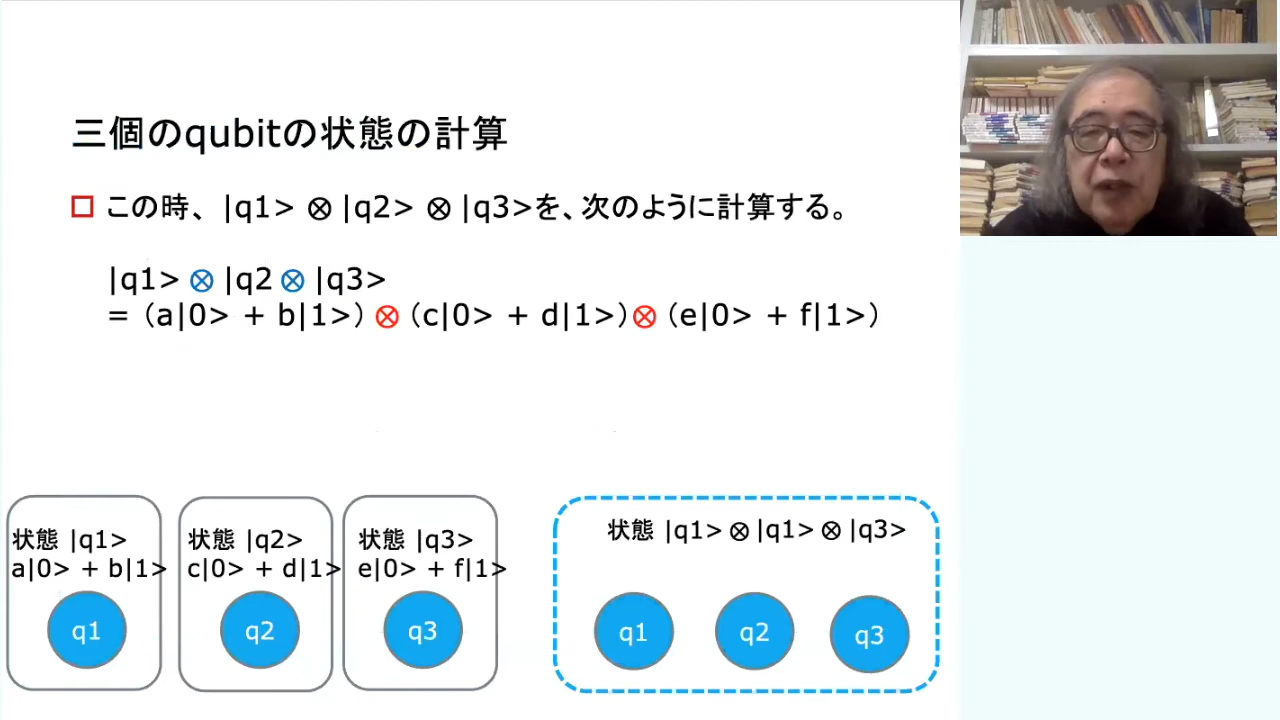 三個のqubitの状態の計算
この時、 |q1> ⊗ |q2> ⊗ |q3>を、次のように計算する。
|q1> ⊗ |q2 ⊗ |q3>
= (a|0> + b|1>) ⊗ (c|0> + d|1>) ⊗ (e|0> + f|1>)
状態 |q1>
a|0> + b|1>
q1
状態 |q2>
c|0> + d|1>
q2
状態 |q3>
e|0> + f|1>
q3
状態 |q1> ⊗ |q1> ⊗ |q3>
q1 q2 q3